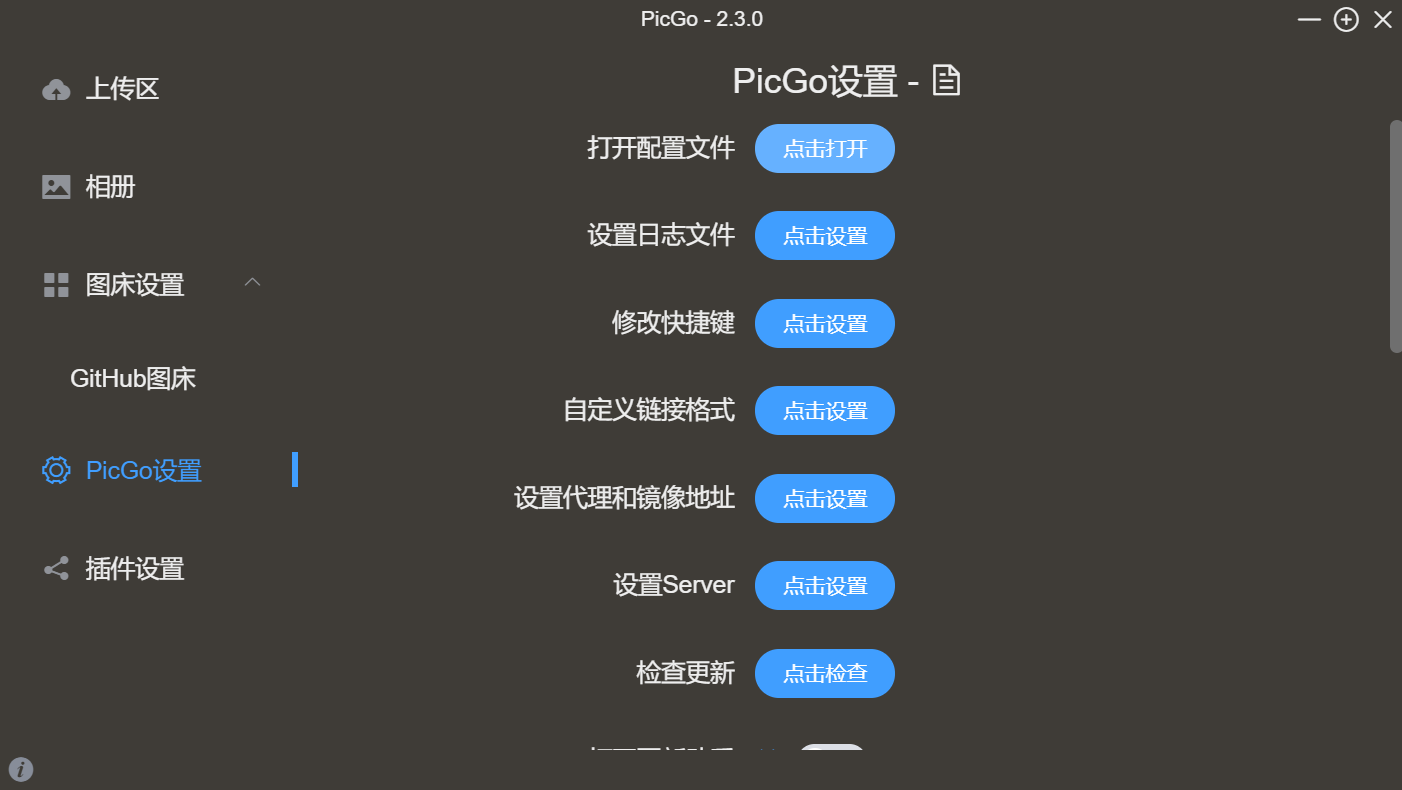 PicGo - 2.3.0
上传区
相册
图床设置
GitHub图床
PicGo设置
插件设置
PicGo设置 -
打开配置文件 点击打开
设置日志文件 点击设置
修改快捷键 点击设置
自定义链接格式 点击设置
设置代理和镜像地址 点击设置
设置Server 点击设置
检查更新 点击检查